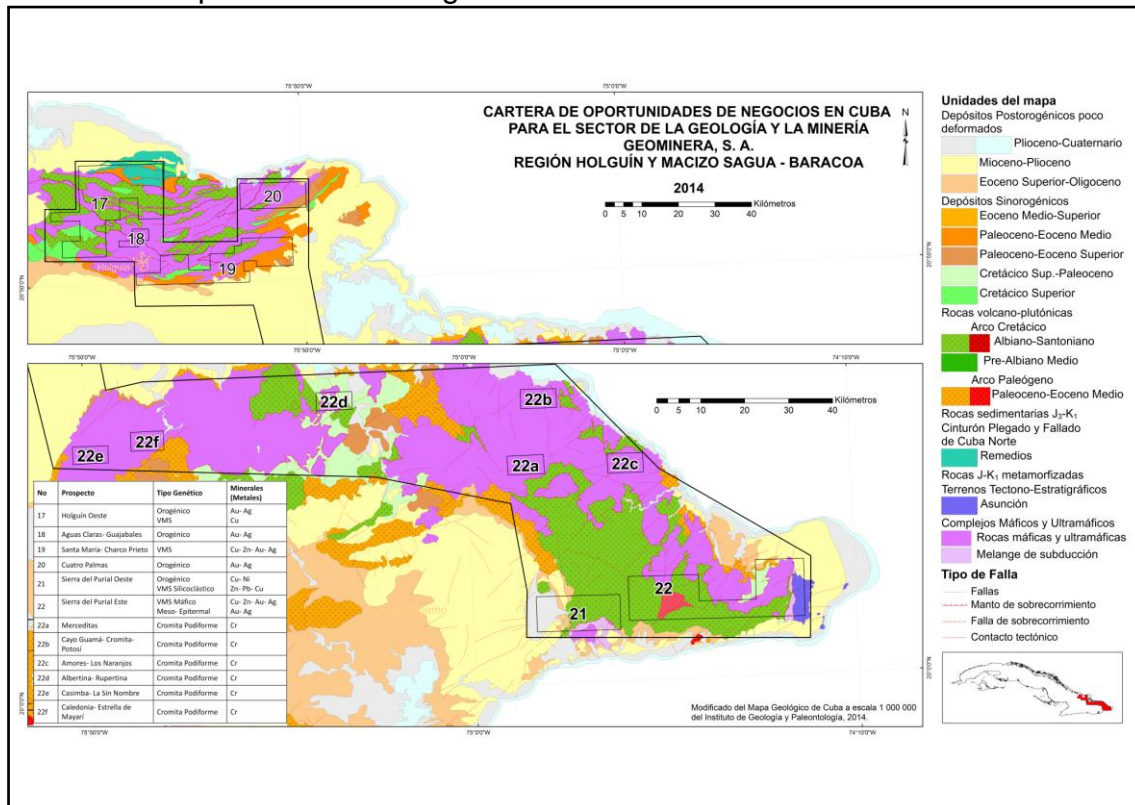 75°50'0"W
75°0'0"W
CARTERA DE OPORTUNIDADES DE NEGOCIOS EN CUBA
PARA EL SECTOR DE LA GEOLOGÍA Y LA MINERÍA
GEOMINERA, S. A.
REGIÓN HOLGUÍN Y MACIZO SAGUA - BARACOA
2014
N
0 5 10 20 30 40
Kilómetros
17
18
19
20
Holguín
20°50'0"N
20°50'0"N
75°50'0"W
75°50'0"W
75°0'0"W
75°0'0"W
74°10'0"W
0 5 10 20 30 40
Kilómetros
22d
22b
22f
22e
22a
22c
22
21
No Prospecto Tipo Genético Minerales (Metales)
17 Holguín Oeste Orogénico VMS Au- Ag Cu
18 Aguas Claras- Guajabales Orogénico Au- Ag
19 Santa María- Charco Prieto VMS Cu- Zn- Au- Ag
20 Cuatro Palmas Orogénico Au- Ag
21 Sierra del Purial Oeste Orogénico VMS Silicoclástico Cu- Ni Zn- Pb- Cu
22 Sierra del Purial Este VMS Máfico Meso- Epitermal Cu- Zn- Au- Ag Au- Ag
22a Merceditas Cromita Podiforme Cr
22b Cayo Guamá- Cromita- Potosí Cromita Podiforme Cr
22c Amores- Los Naranjos Cromita Podiforme Cr
22d Albertina- Rupertina Cromita Podiforme Cr
22e Casimba- La Sin Nombre Cromita Podiforme Cr
22f Caledonia- Estrella de Mayarí Cromita Podiforme Cr
20°0'0"N
20°0'0"N
75°50'0"W
75°0'0"W
74°10'0"W
Modificado del Mapa Geológico de Cuba a escala 1 000 000
del Instituto de Geología y Paleontología, 2014.
Unidades del mapa
Depósitos Postorogénicos poco
deformados
Plioceno-Cuaternario
Mioceno-Plioceno
Eoceno Superior-Oligoceno
Depósitos Sinorogénicos
Eoceno Medio-Superior
Paleoceno-Eoceno Medio
Paleoceno-Eoceno Superior
Cretácico Sup.-Paleoceno
Cretácico Superior
Rocas volcano-plutónicas
Arco Cretácico
Albiano-Santoniano
Pre-Albiano Medio
Arco Paleógeno
Paleoceno-Eoceno Medio
Rocas sedimentarias J₃-K₁
Cinturón Plegado y Fallado
de Cuba Norte
Remedios
Rocas J-K₁ metamorfizadas
Terrenos Tectono-Estratigráficos
Asunción
Complejos Máficos y Ultramáficos
Rocas máficas y ultramáficas
Melange de subducción
Tipo de Falla
Fallas
Manto de sobrecorrimiento
Falla de sobrecorrimiento
Contacto tectónico